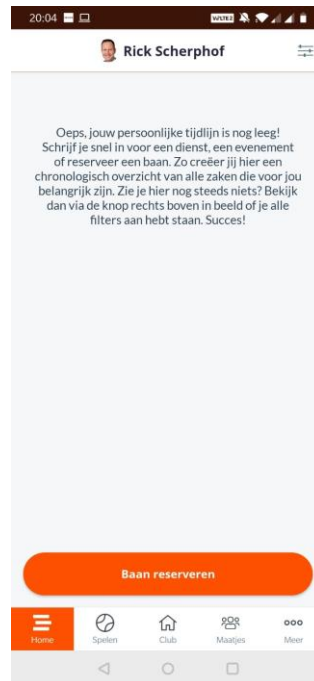 20:04
Rick Scherphof
Oeps, jouw persoonlijke tijdlijn is nog leeg!
Schrijf je snel in voor een dienst, een evenement
of reserveer een baan. Zo creëer jij hier een
chronologisch overzicht van alle zaken die voor jou
belangrijk zijn. Zie je hier nog steeds niets? Bekijk
dan via de knop rechts boven in beeld of je alle
filters aan hebt staan. Succes!
Baan reserveren
Home Spelen Club Maatjes Meer